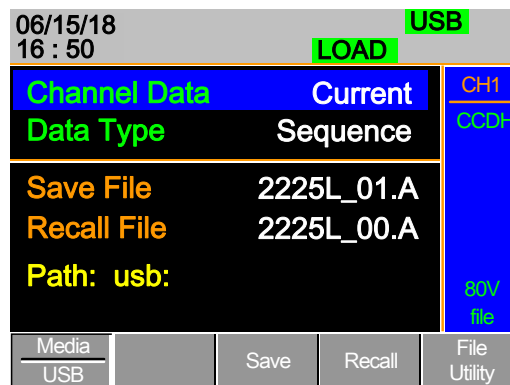 06/15/18
USB
16 : 50
LOAD
Channel Data Current
Data Type Sequence
Save File 2225L_01.A
Recall File 2225L_00.A
Path: usb:
CH1
CCDH
80V
file
Media
USB
Save
Recall
File
Utility